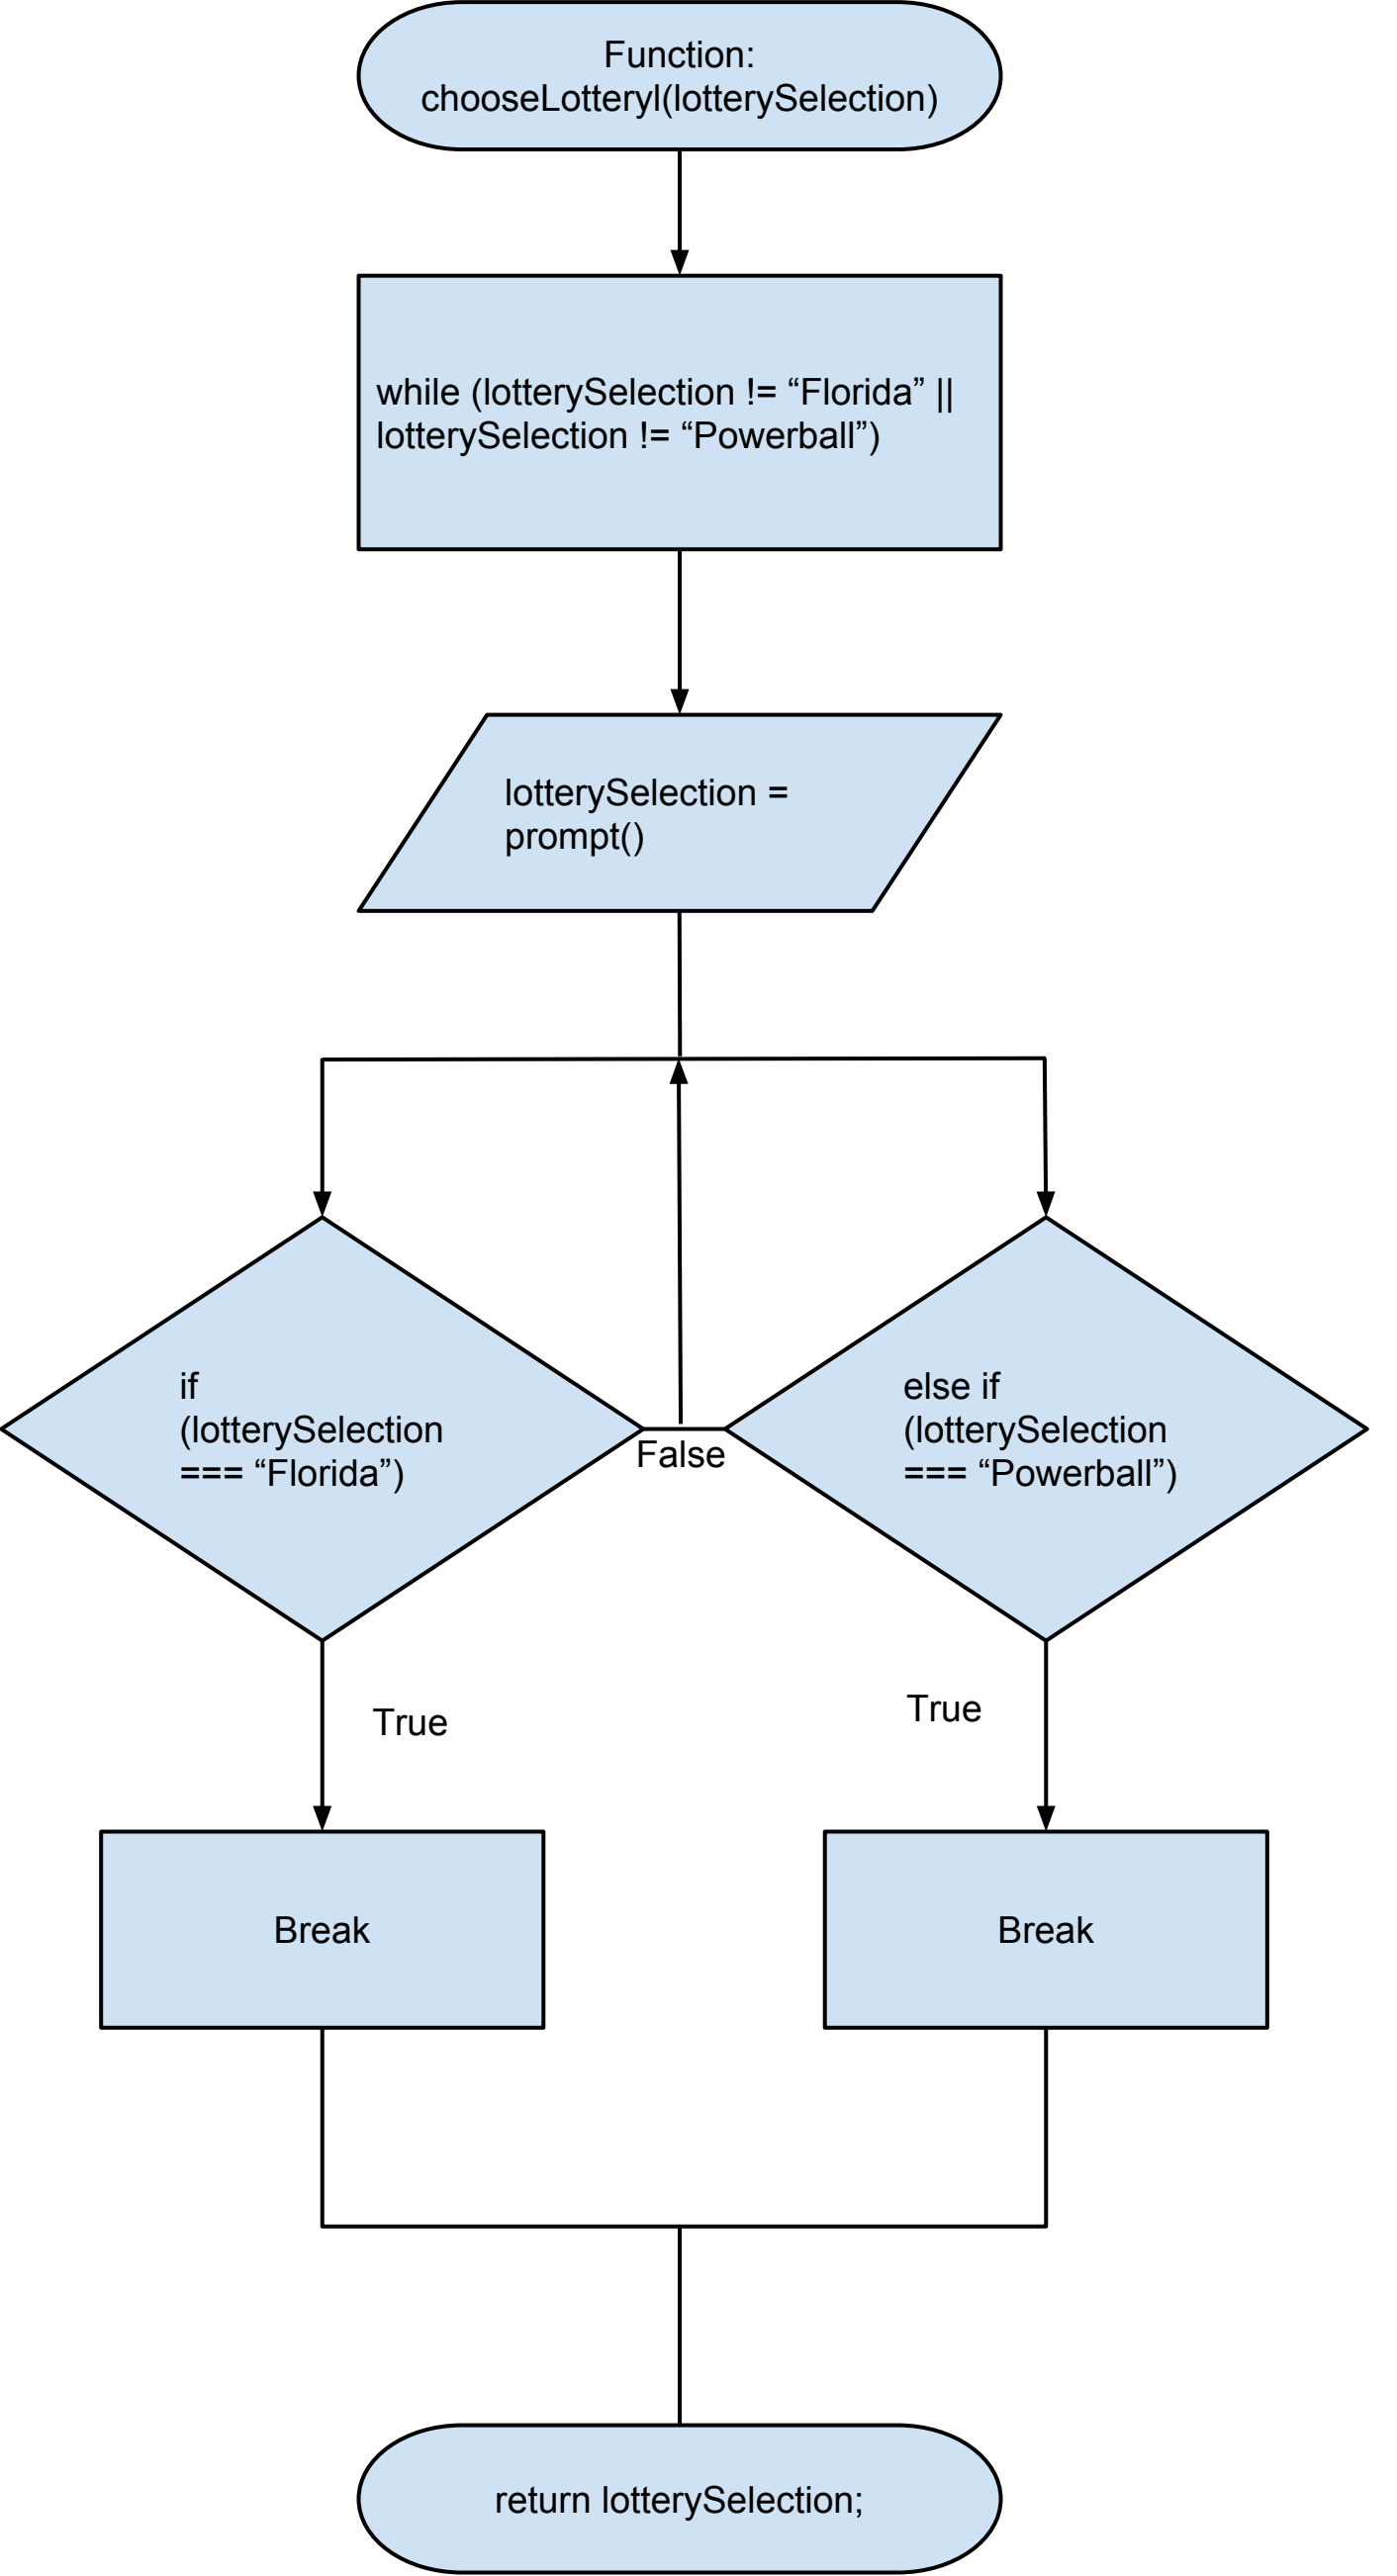 Function:
chooseLotteryl(lotterySelection)
while (lotterySelection != “Florida” ||
lotterySelection != “Powerball”)
lotterySelection =
prompt()
if
(lotterySelection
=== “Florida”)
False
else if
(lotterySelection
=== “Powerball”)
True
True
Break
Break
return lotterySelection;